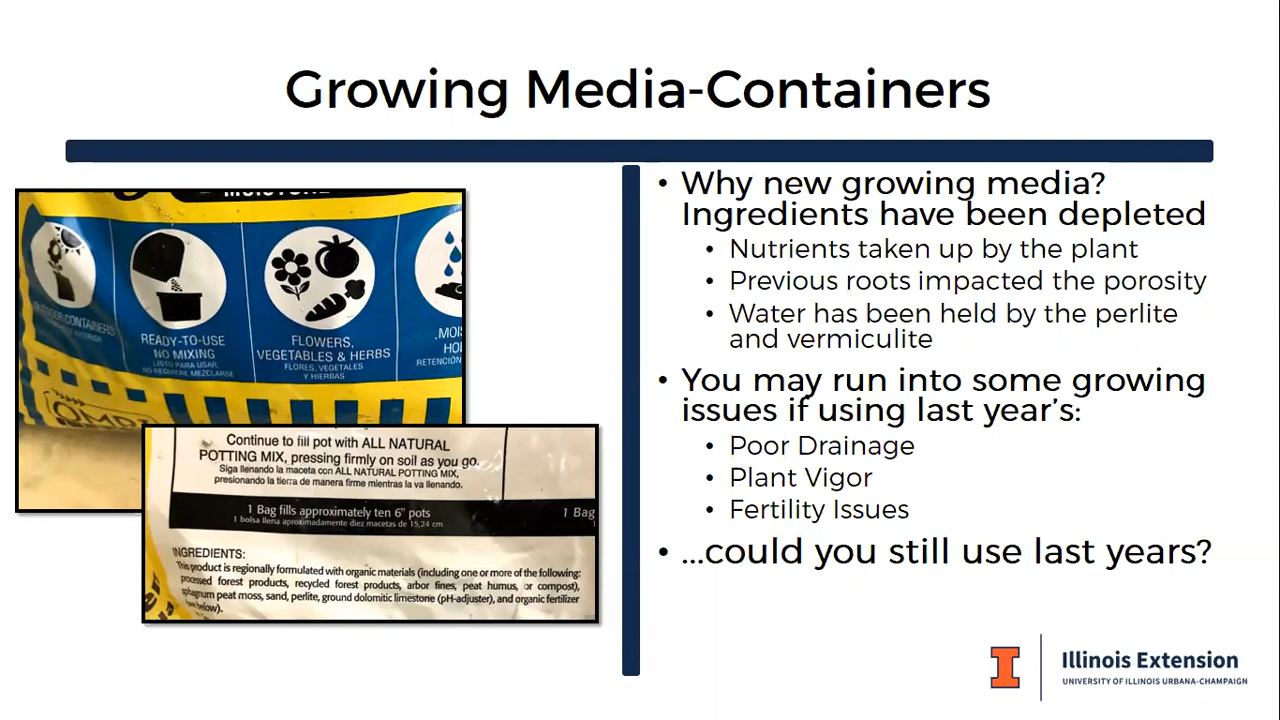 Growing Media-Containers
MOISTURE
OUTDOOR CONTAINERS
READY-TO-USE
NO MIXING
LISTO PARA USAR,
NO REQUIERE MEZCLARSE
FLOWERS,
VEGETABLES & HERBS
FLORES, VEGETALES
Y HIERBAS
RETENCIÓN
OMRI
Continue to fill pot with ALL NATURAL
POTTING MIX, pressing firmly on soil as you go.
Siga llenando la maceta con ALL NATURAL POTTING MIX,
presionando la tierra de manera firme mientras la va llenando.
1 Bag fills approximately ten 6" pots
1 bolsa llena aproximadamente diez macetas de 15,24 cm
1 Bag
INGREDIENTS:
This product is regionally formulated with organic materials (including one or more of the following:
processed forest products, recycled forest products, arbor fines, peat humus, or compost),
sphagnum peat moss, sand, perlite, ground dolomitic limestone (pH-adjuster), and organic fertilizer
below).
• Why new growing media?
Ingredients have been depleted
• Nutrients taken up by the plant
• Previous roots impacted the porosity
• Water has been held by the perlite
and vermiculite
• You may run into some growing
issues if using last year's:
• Poor Drainage
• Plant Vigor
• Fertility Issues
• ...could you still use last years?
I
Illinois Extension
UNIVERSITY OF ILLINOIS URBANA-CHAMPAIGN